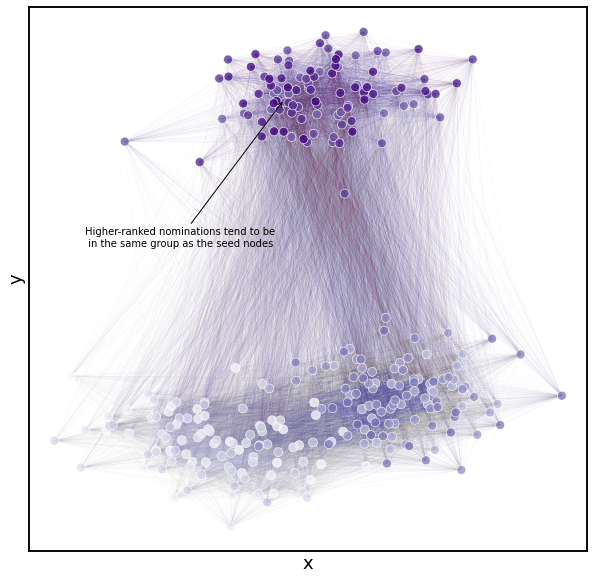 y
Higher-ranked nominations tend to be
in the same group as the seed nodes
x